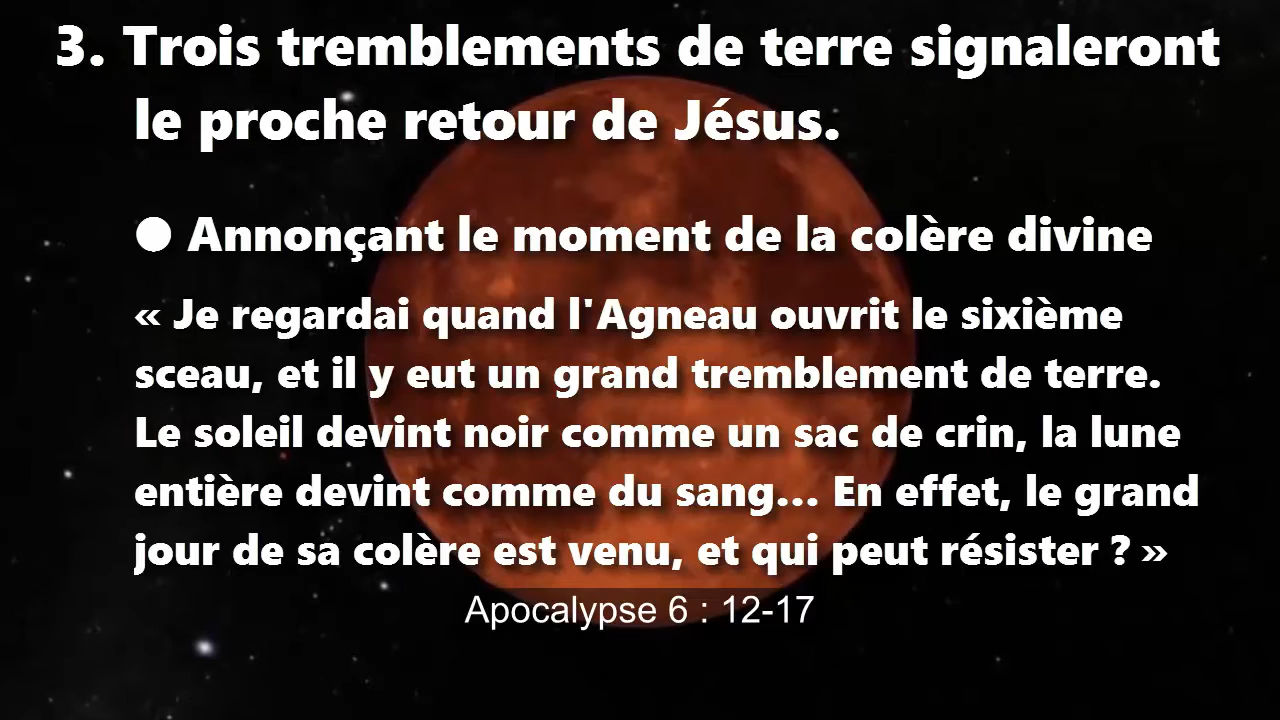 3. Trois tremblements de terre signaleront
le proche retour de Jésus.
● Annonçant le moment de la colère divine
« Je regardai quand l'Agneau ouvrit le sixième
sceau, et il y eut un grand tremblement de terre.
Le soleil devint noir comme un sac de crin, la lune
entière devint comme du sang... En effet, le grand
jour de sa colère est venu, et qui peut résister ? »
Apocalypse 6 : 12-17